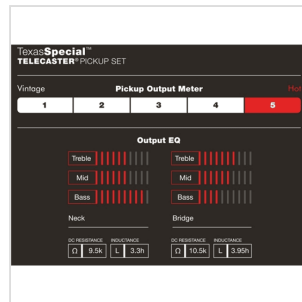 TexasSpecial™
TELECASTER® PICKUP SET
Vintage Pickup Output Meter Hot
1 2 3 4 5
Output EQ
Treble Treble
Mid Mid
Bass Bass
Neck Bridge
DC RESISTANCE INDUCTANCE DC RESISTANCE INDUCTANCE
Ω 9.5k L 3.3h Ω 10.5k L 3.95h